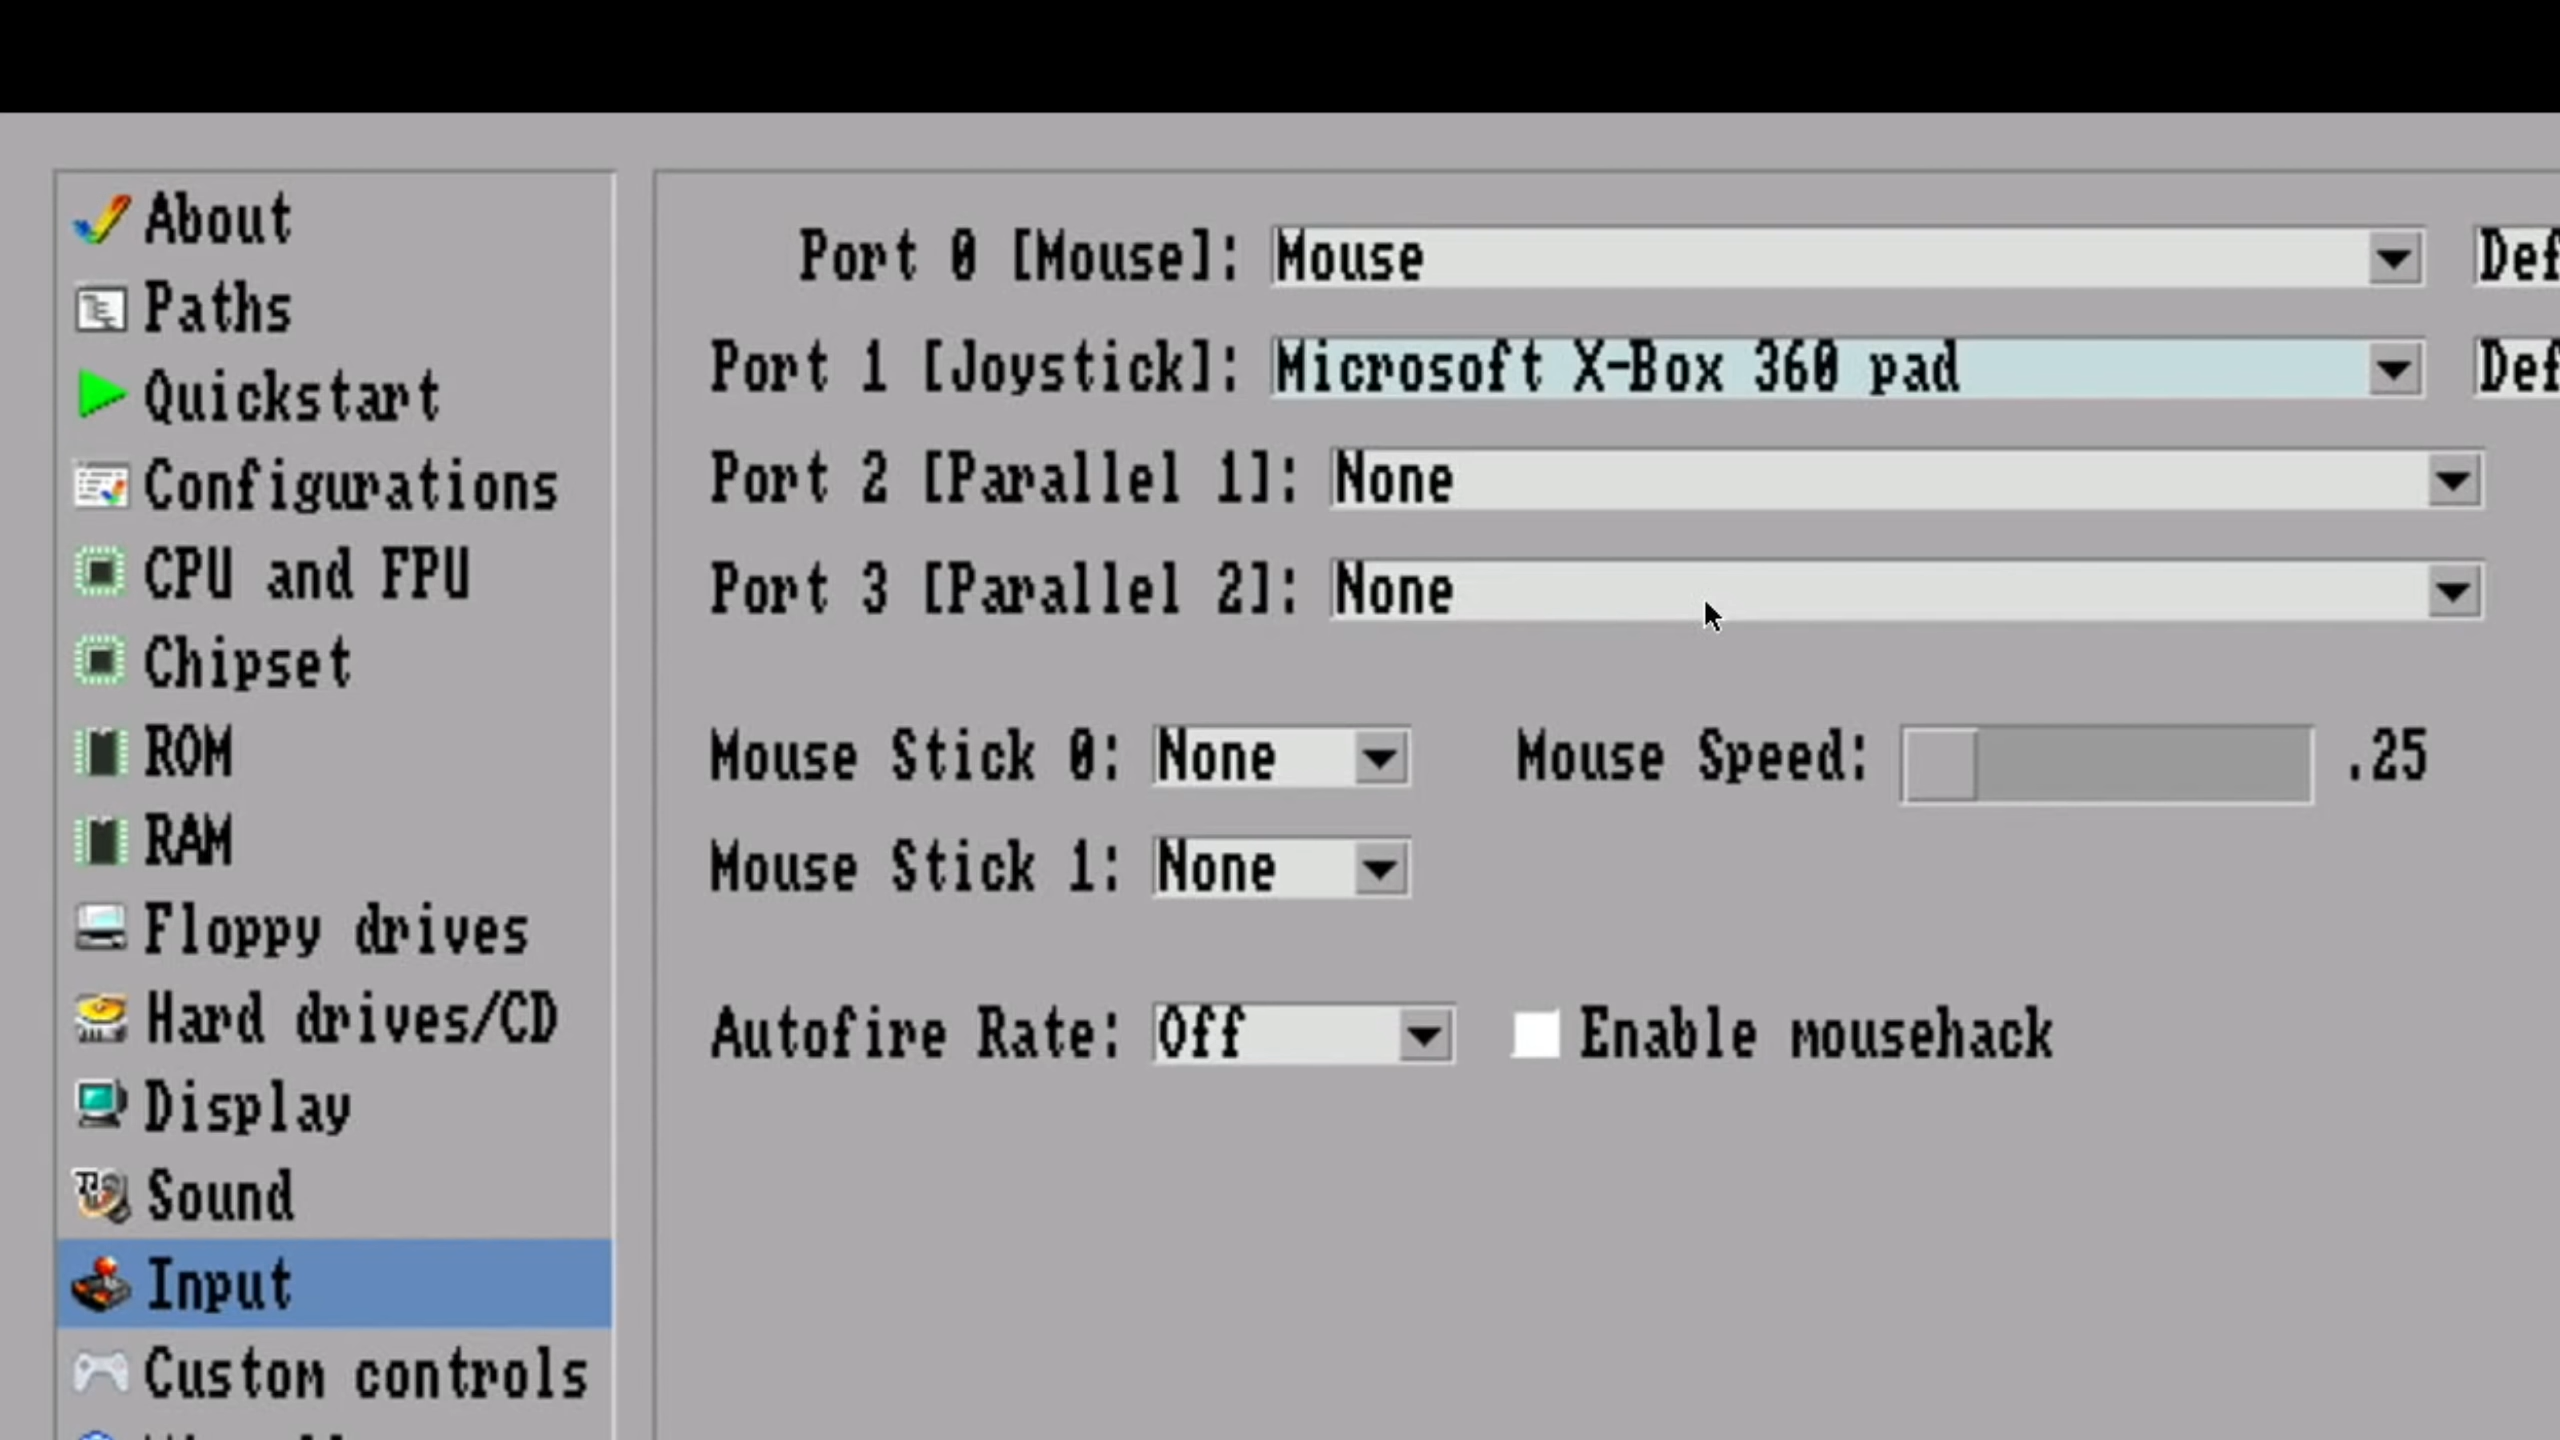 About
Paths
Quickstart
Configurations
CPU and FPU
Chipset
ROM
RAM
Floppy drives
Hard drives/CD
Display
Sound
Input
Custom controls
Port 0 [Mouse]: Mouse Def
Port 1 [Joystick]: Microsoft X-Box 360 pad Def
Port 2 [Parallel 1]: None
Port 3 [Parallel 2]: None
Mouse Stick 0: None Mouse Speed: .25
Mouse Stick 1: None
Autofire Rate: Off Enable mousehack